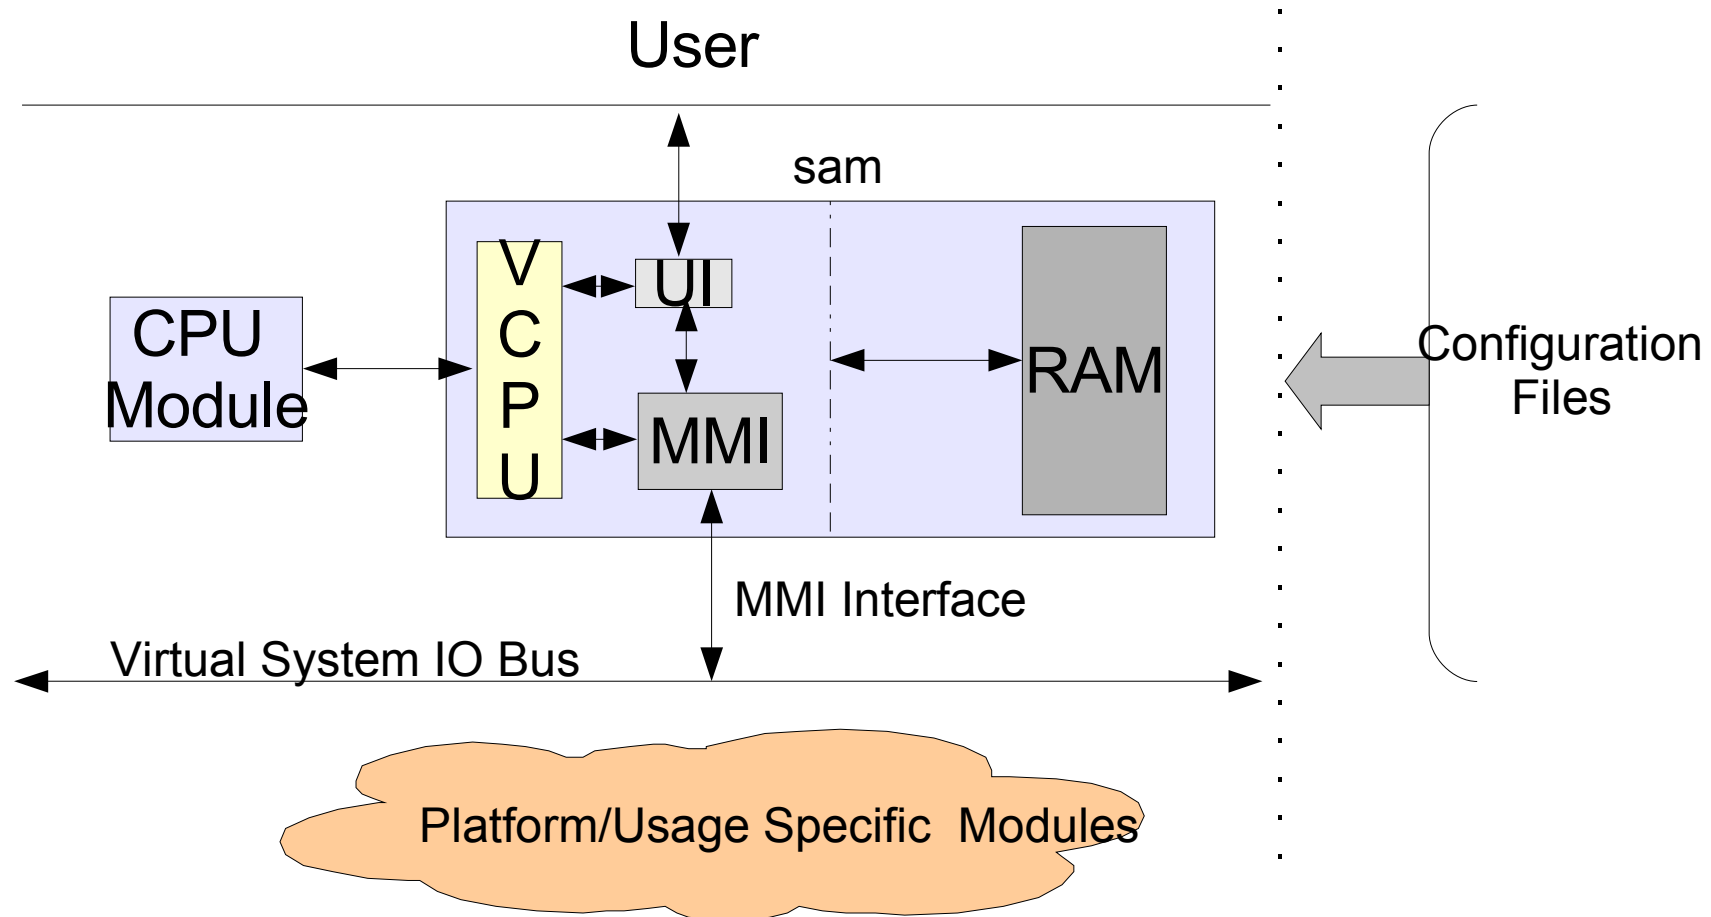 User
sam
V
C
P
U
UI
CPU
Module
RAM
MMI
Configuration
Files
MMI Interface
Virtual System IO Bus
Platform/Usage Specific  Modules